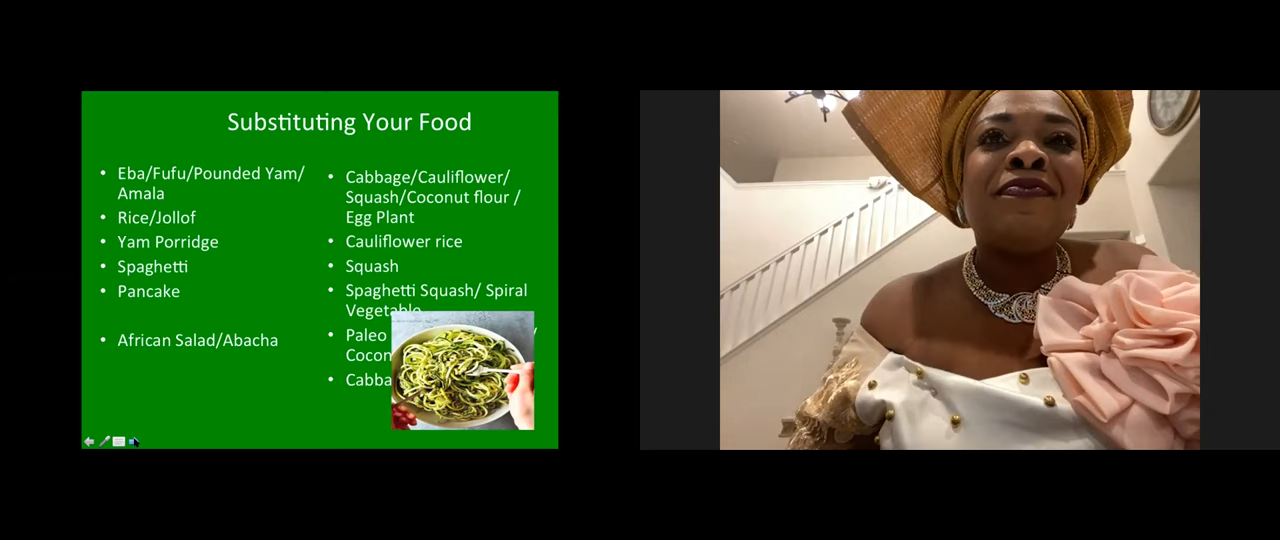 Substituting Your Food
• Eba/Fufu/Pounded Yam/
Amala
• Rice/Jollof
• Yam Porridge
• Spaghetti
• Pancake
• African Salad/Abacha
• Cabbage/Cauliflower/
Squash/Coconut flour /
Egg Plant
• Cauliflower rice
• Squash
• Spaghetti Squash/ Spiral
Vegetable
• Paleo /